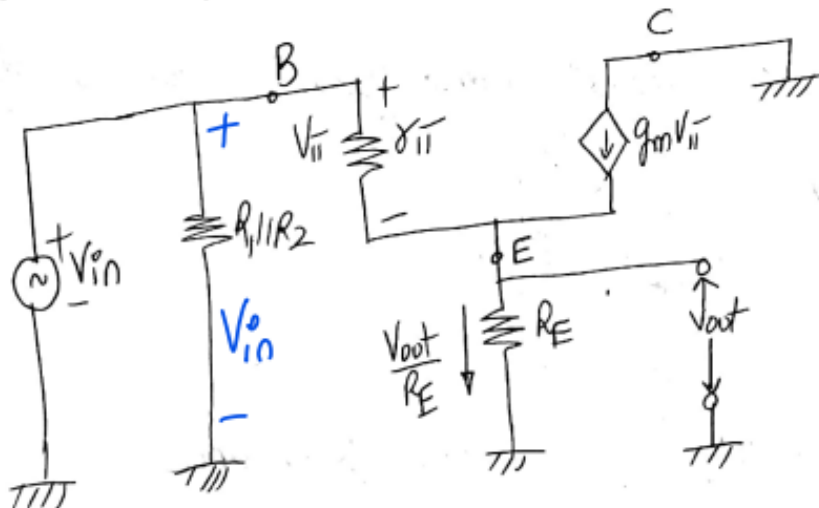 C
B
+
+
Vπ
rπ
gmVπ
-
R1||R2
+
Vin
-
E
Vin
-
Vout
RE
RE
Vout